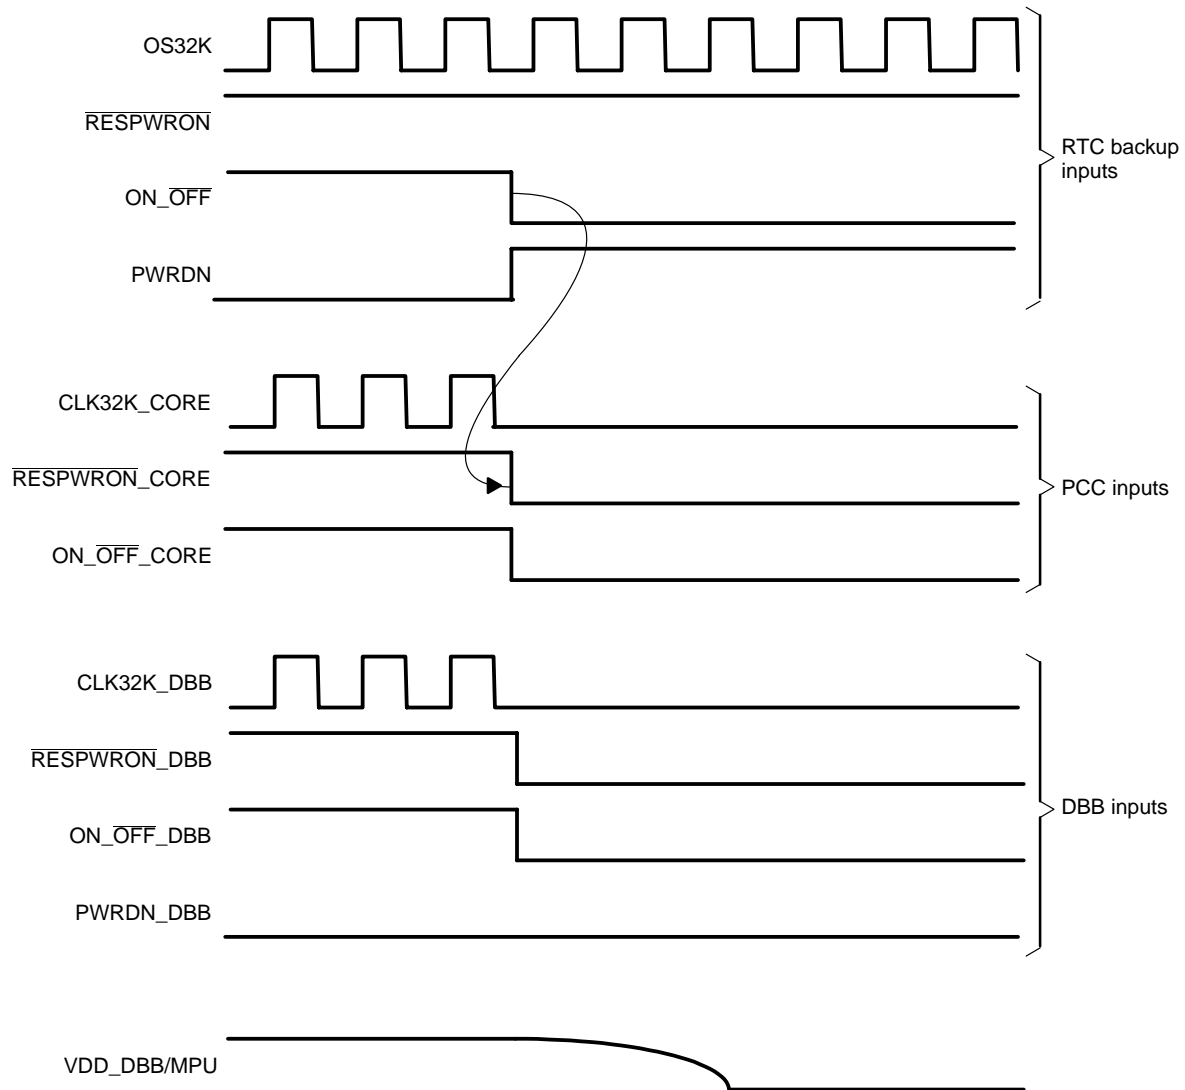 OS32K
RESPWRON
RTC backup
inputs
ON_OFF
PWRDN
CLK32K_CORE
RESPWRON_CORE
PCC inputs
ON_OFF_CORE
CLK32K_DBB
RESPWRON_DBB
DBB inputs
ON_OFF_DBB
PWRDN_DBB
VDD_DBB/MPU